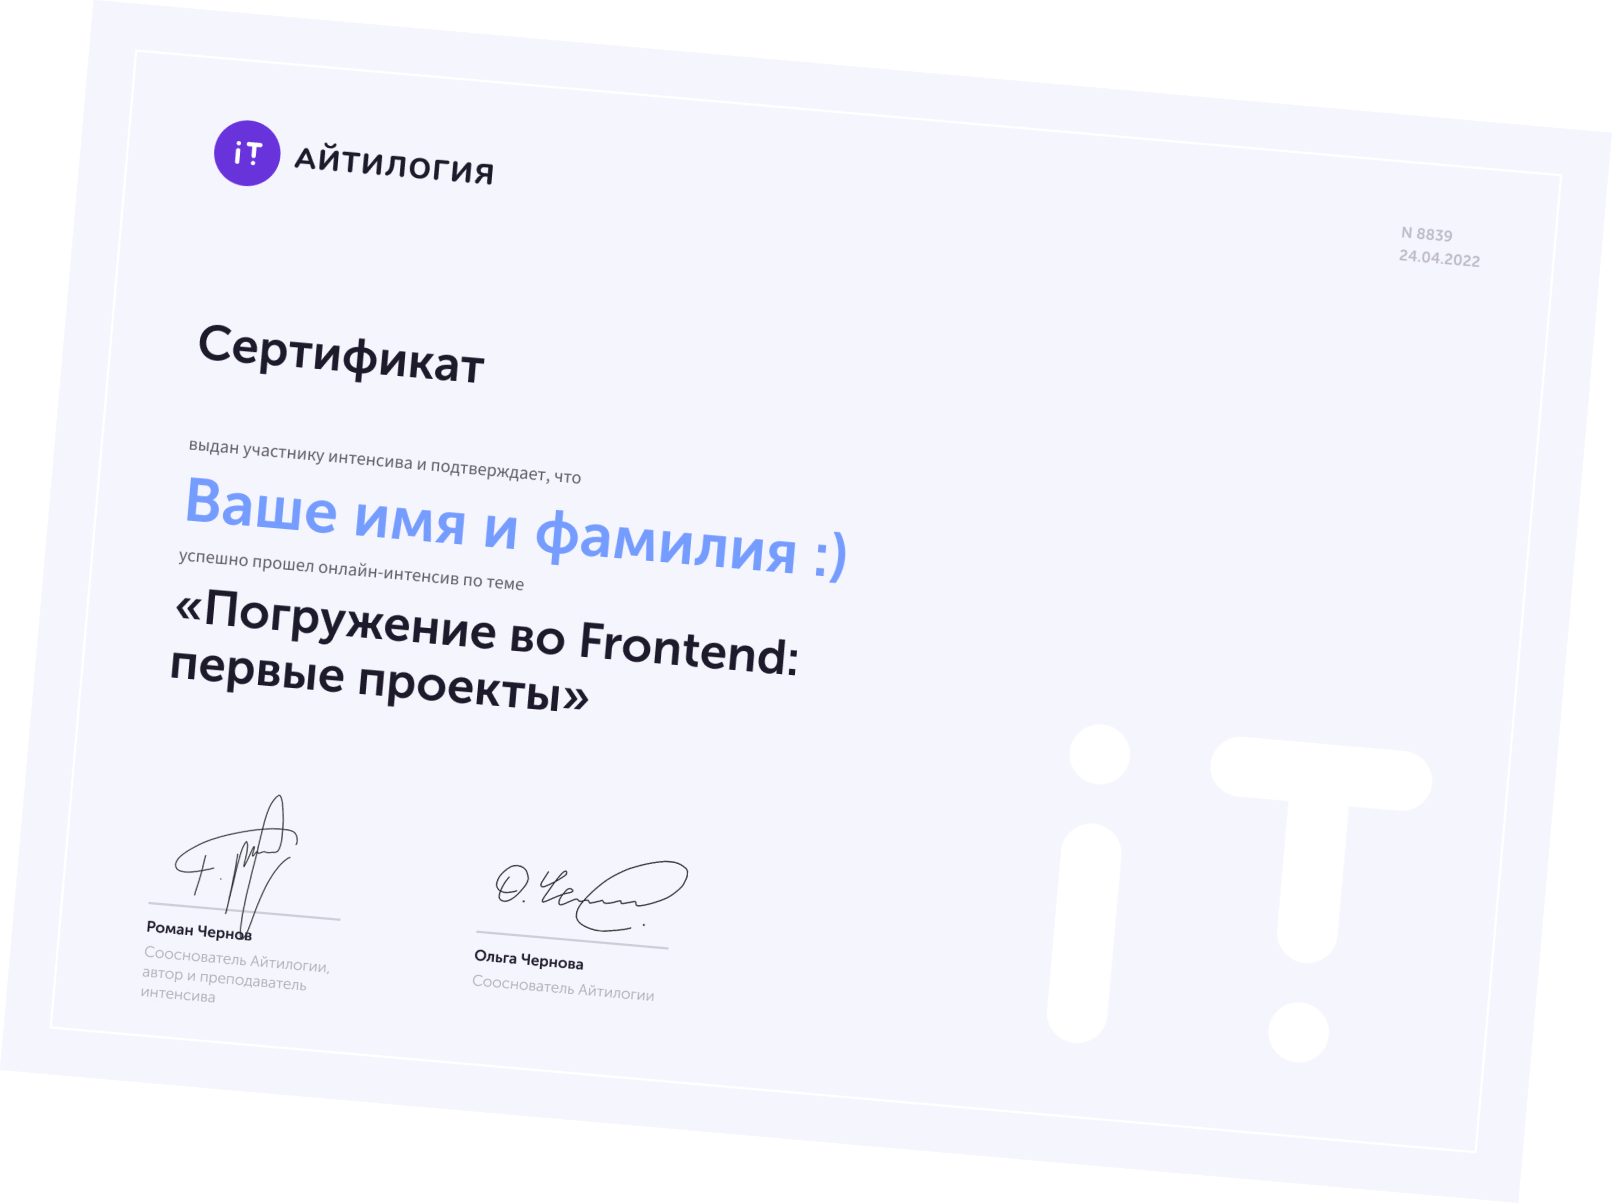 iT АЙТИЛОГИЯ
N 8839
24.04.2022
Сертификат
выдан участнику интенсива и подтверждает, что
Ваше имя и фамилия :)
успешно прошел онлайн-интенсив по теме
«Погружение во Frontend:
первые проекты»
Роман Чернов
Сооснователь Айтилогии,
автор и преподаватель
интенсива
Ольга Чернова
Сооснователь Айтилогии
iT